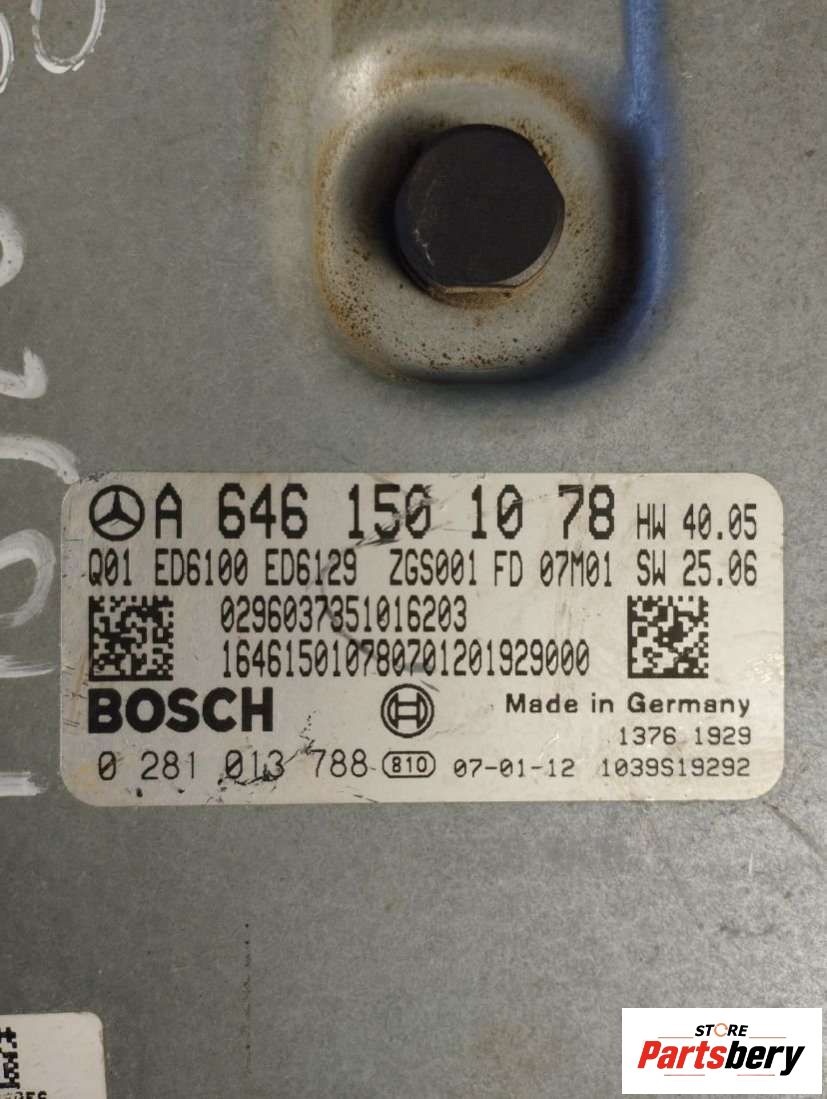 A 646 150 10 78 HW 40.05
Q01 ED6100 ED6129 ZGS001 FD 07M01 SW 25.06
0296037351016203
164615010780701201929000
BOSCH Made in Germany
1376 1929
0 281 013 788 810 07-01-12 1039S19292
STORE
Partsbery